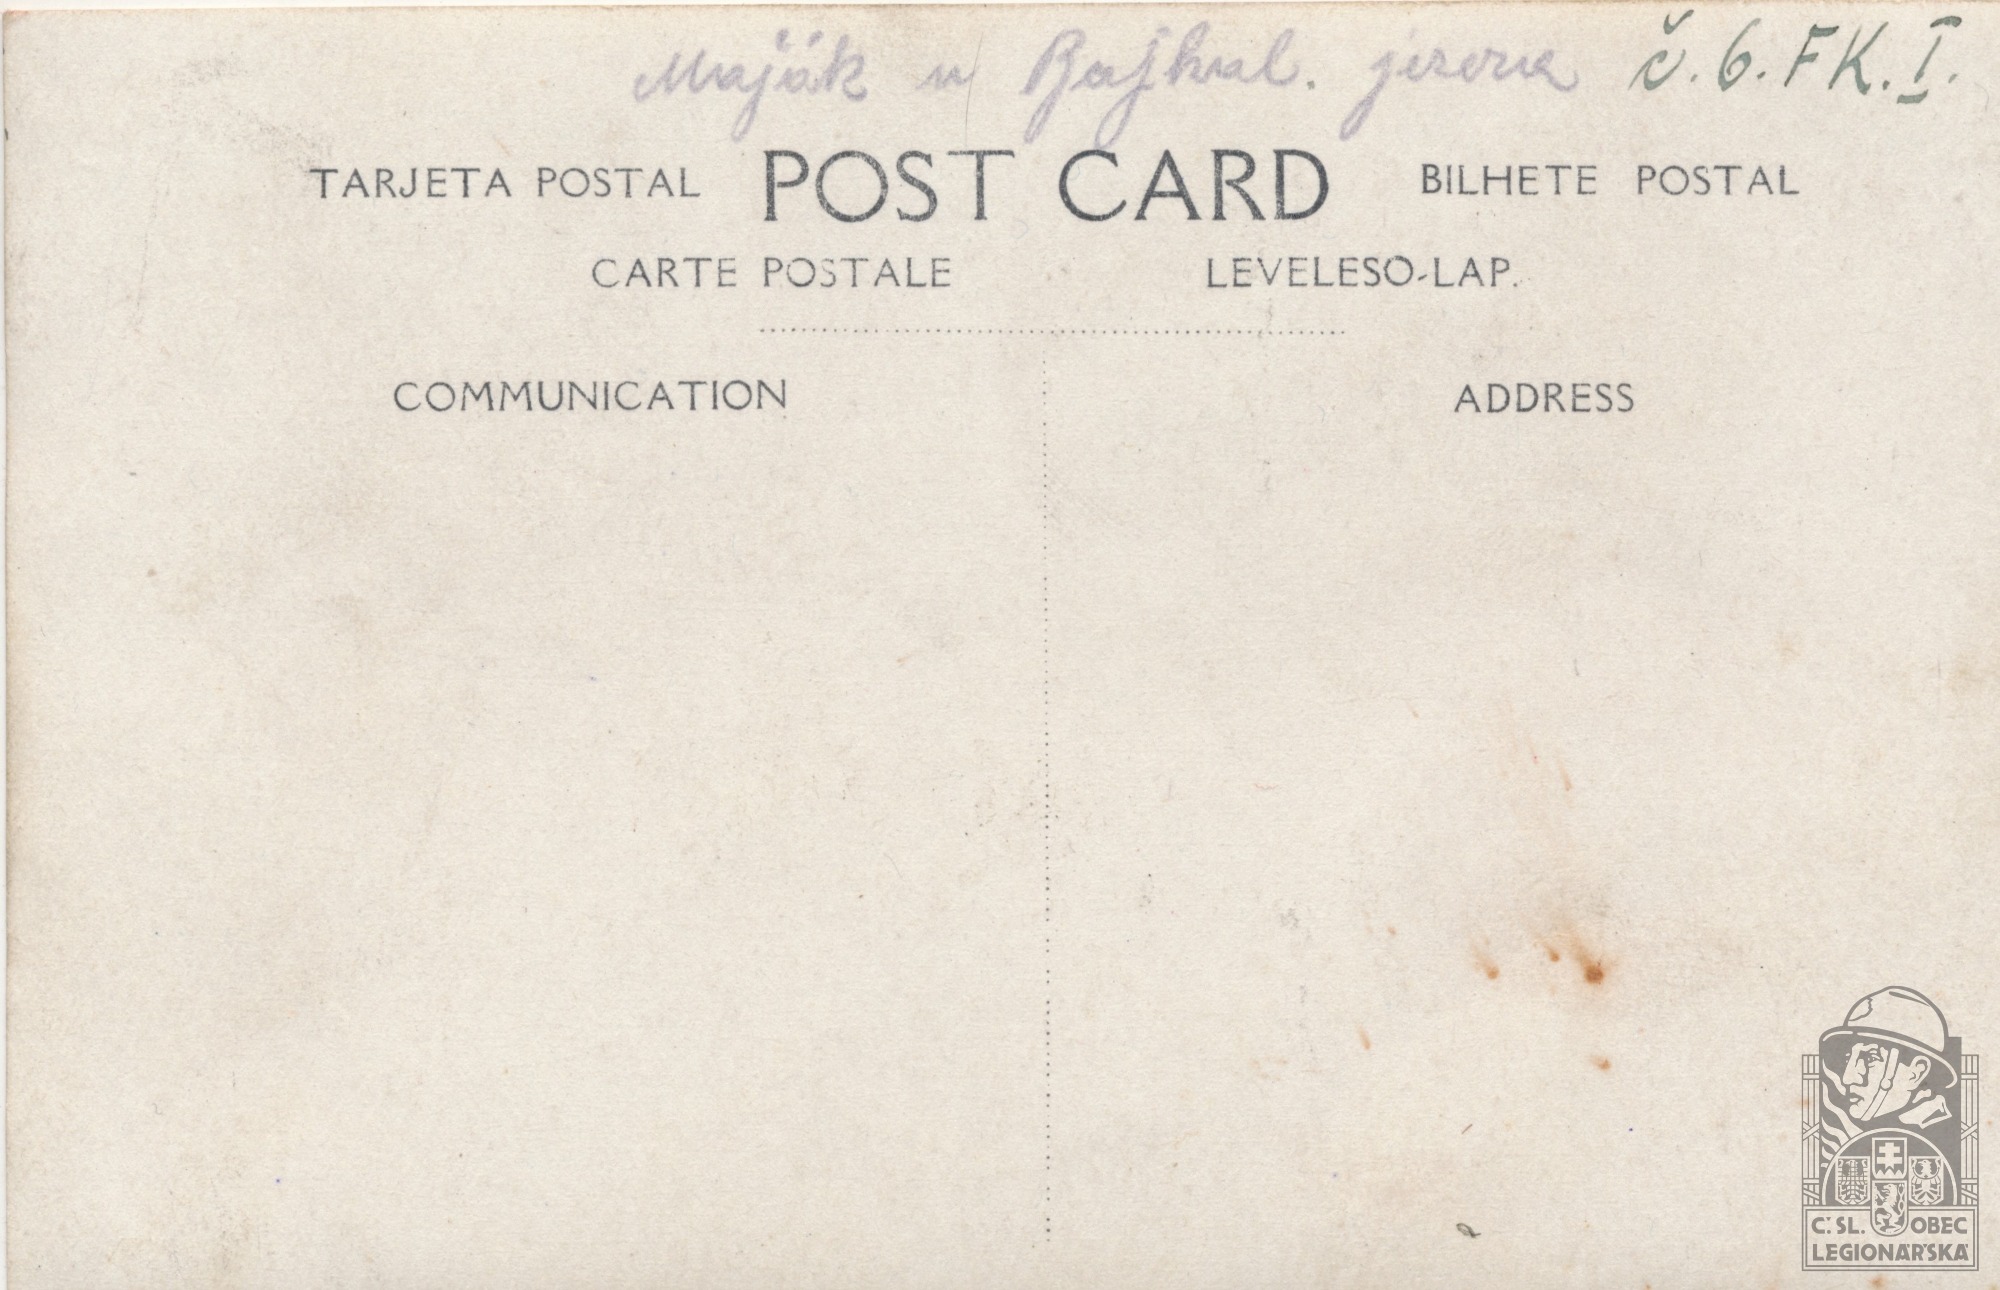 Maják u Bajkal. jezera č. 6. FK. I.
TARJETA POSTAL POST CARD BILHETE POSTAL
CARTE POSTALE LEVELESO-LAP.
COMMUNICATION ADDRESS
Č.SL. OBEC
LEGIONÁŘSKÁ